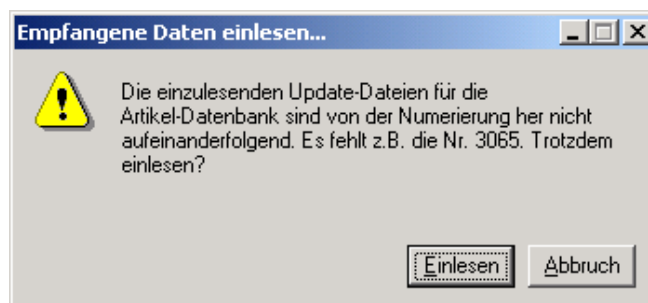 Empfangene Daten einlesen...
Die einzulesenden Update-Dateien für die
Artikel-Datenbank sind von der Numerierung her nicht
aufeinanderfolgend. Es fehlt z.B. die Nr. 3065. Trotzdem
einlesen?
Einlesen Abbruch